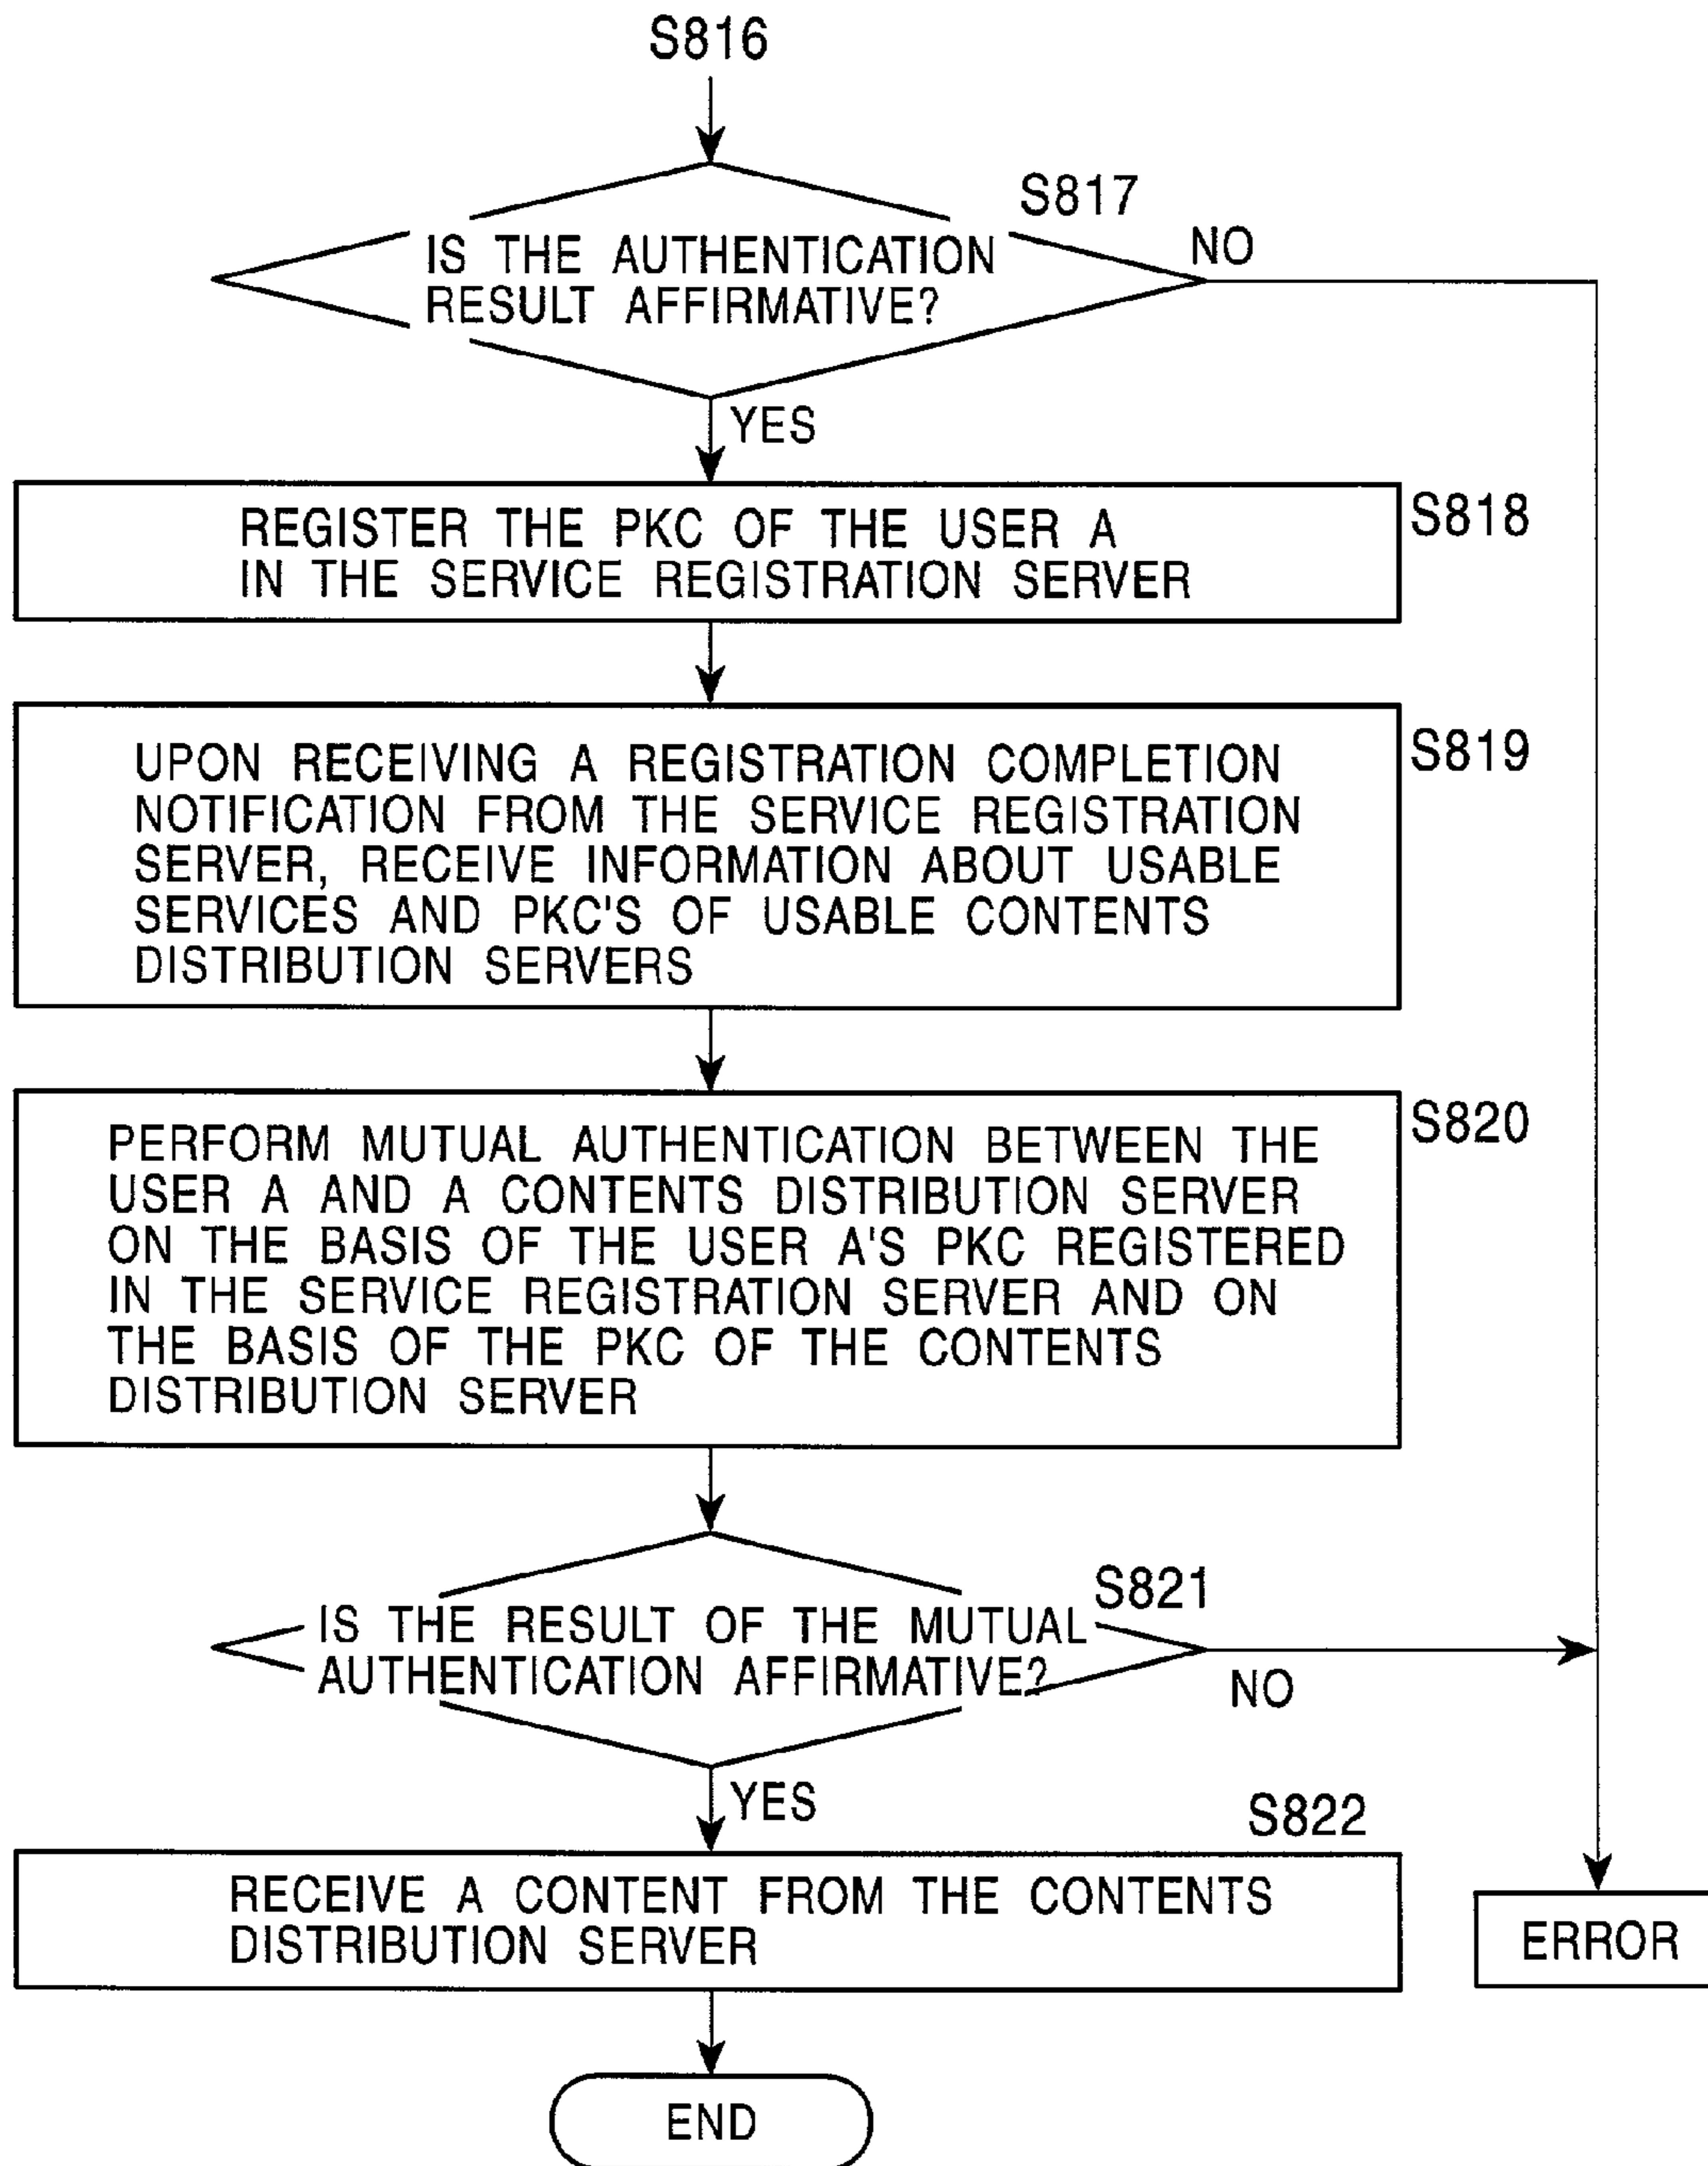 S816
S817
IS THE AUTHENTICATION
RESULT AFFIRMATIVE?
NO
YES
S818
REGISTER THE PKC OF THE USER A
IN THE SERVICE REGISTRATION SERVER
S819
UPON RECEIVING A REGISTRATION COMPLETION
NOTIFICATION FROM THE SERVICE REGISTRATION
SERVER, RECEIVE INFORMATION ABOUT USABLE
SERVICES AND PKC'S OF USABLE CONTENTS
DISTRIBUTION SERVERS
S820
PERFORM MUTUAL AUTHENTICATION BETWEEN THE
USER A AND A CONTENTS DISTRIBUTION SERVER
ON THE BASIS OF THE USER A'S PKC REGISTERED
IN THE SERVICE REGISTRATION SERVER AND ON
THE BASIS OF THE PKC OF THE CONTENTS
DISTRIBUTION SERVER
S821
IS THE RESULT OF THE MUTUAL
AUTHENTICATION AFFIRMATIVE?
NO
YES
S822
RECEIVE A CONTENT FROM THE CONTENTS
DISTRIBUTION SERVER
ERROR
END